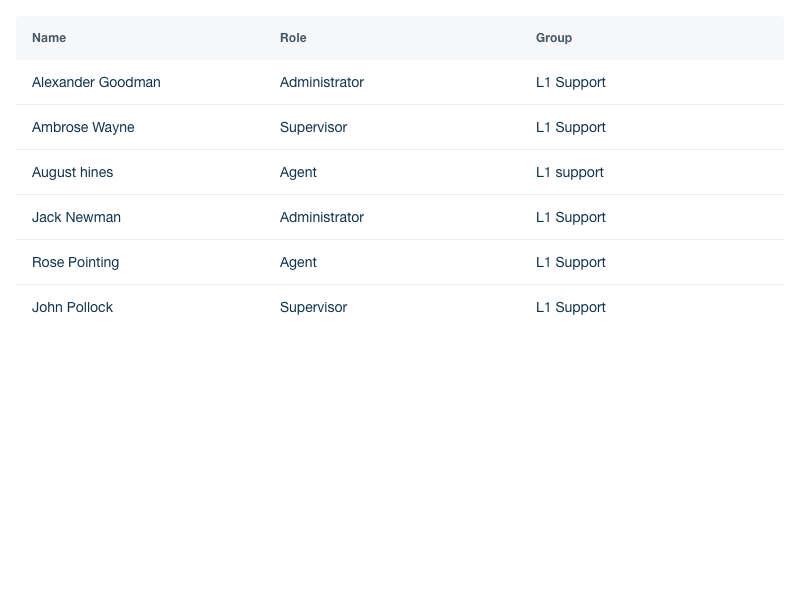 Name Role Group
Alexander Goodman Administrator L1 Support
Ambrose Wayne Supervisor L1 Support
August hines Agent L1 support
Jack Newman Administrator L1 Support
Rose Pointing Agent L1 Support
John Pollock Supervisor L1 Support